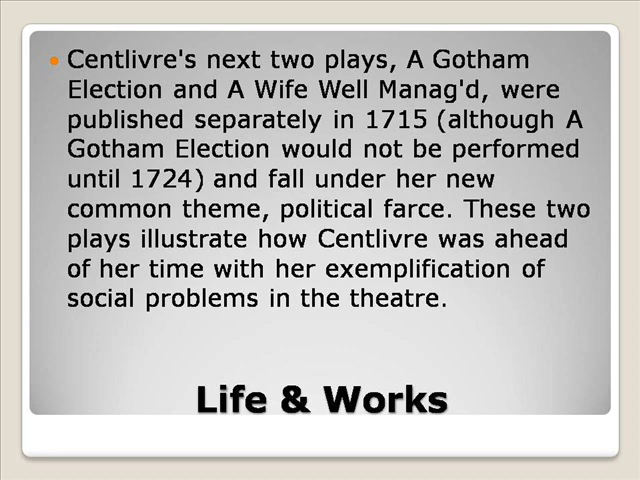 Centlivre's next two plays, A Gotham
Election and A Wife Well Manag'd, were
published separately in 1715 (although A
Gotham Election would not be performed
until 1724) and fall under her new
common theme, political farce. These two
plays illustrate how Centlivre was ahead
of her time with her exemplification of
social problems in the theatre.
Life & Works